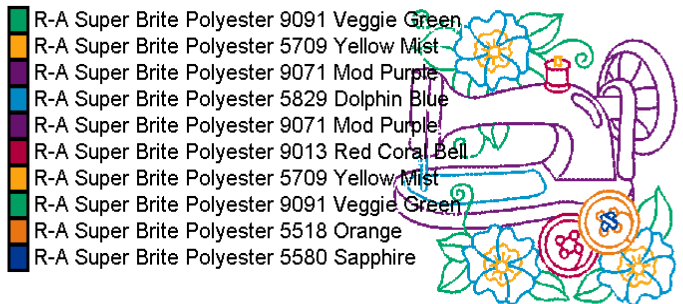 R-A Super Brite Polyester 9091 Veggie Green
R-A Super Brite Polyester 5709 Yellow Mist
R-A Super Brite Polyester 9071 Mod Purple
R-A Super Brite Polyester 5829 Dolphin Blue
R-A Super Brite Polyester 9071 Mod Purple
R-A Super Brite Polyester 9013 Red Coral Bell
R-A Super Brite Polyester 5709 Yellow Mist
R-A Super Brite Polyester 9091 Veggie Green
R-A Super Brite Polyester 5518 Orange
R-A Super Brite Polyester 5580 Sapphire